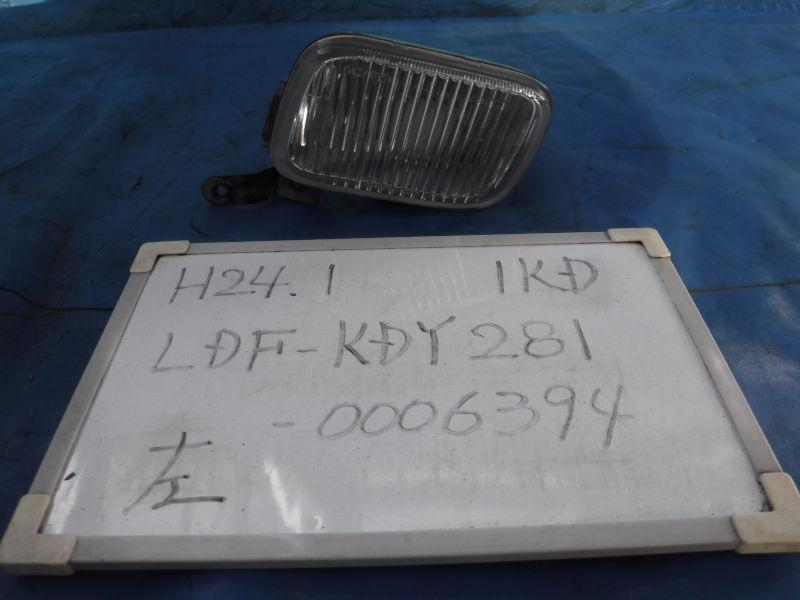 H24.1 1KD
LDF-KDY281
-0006394
左